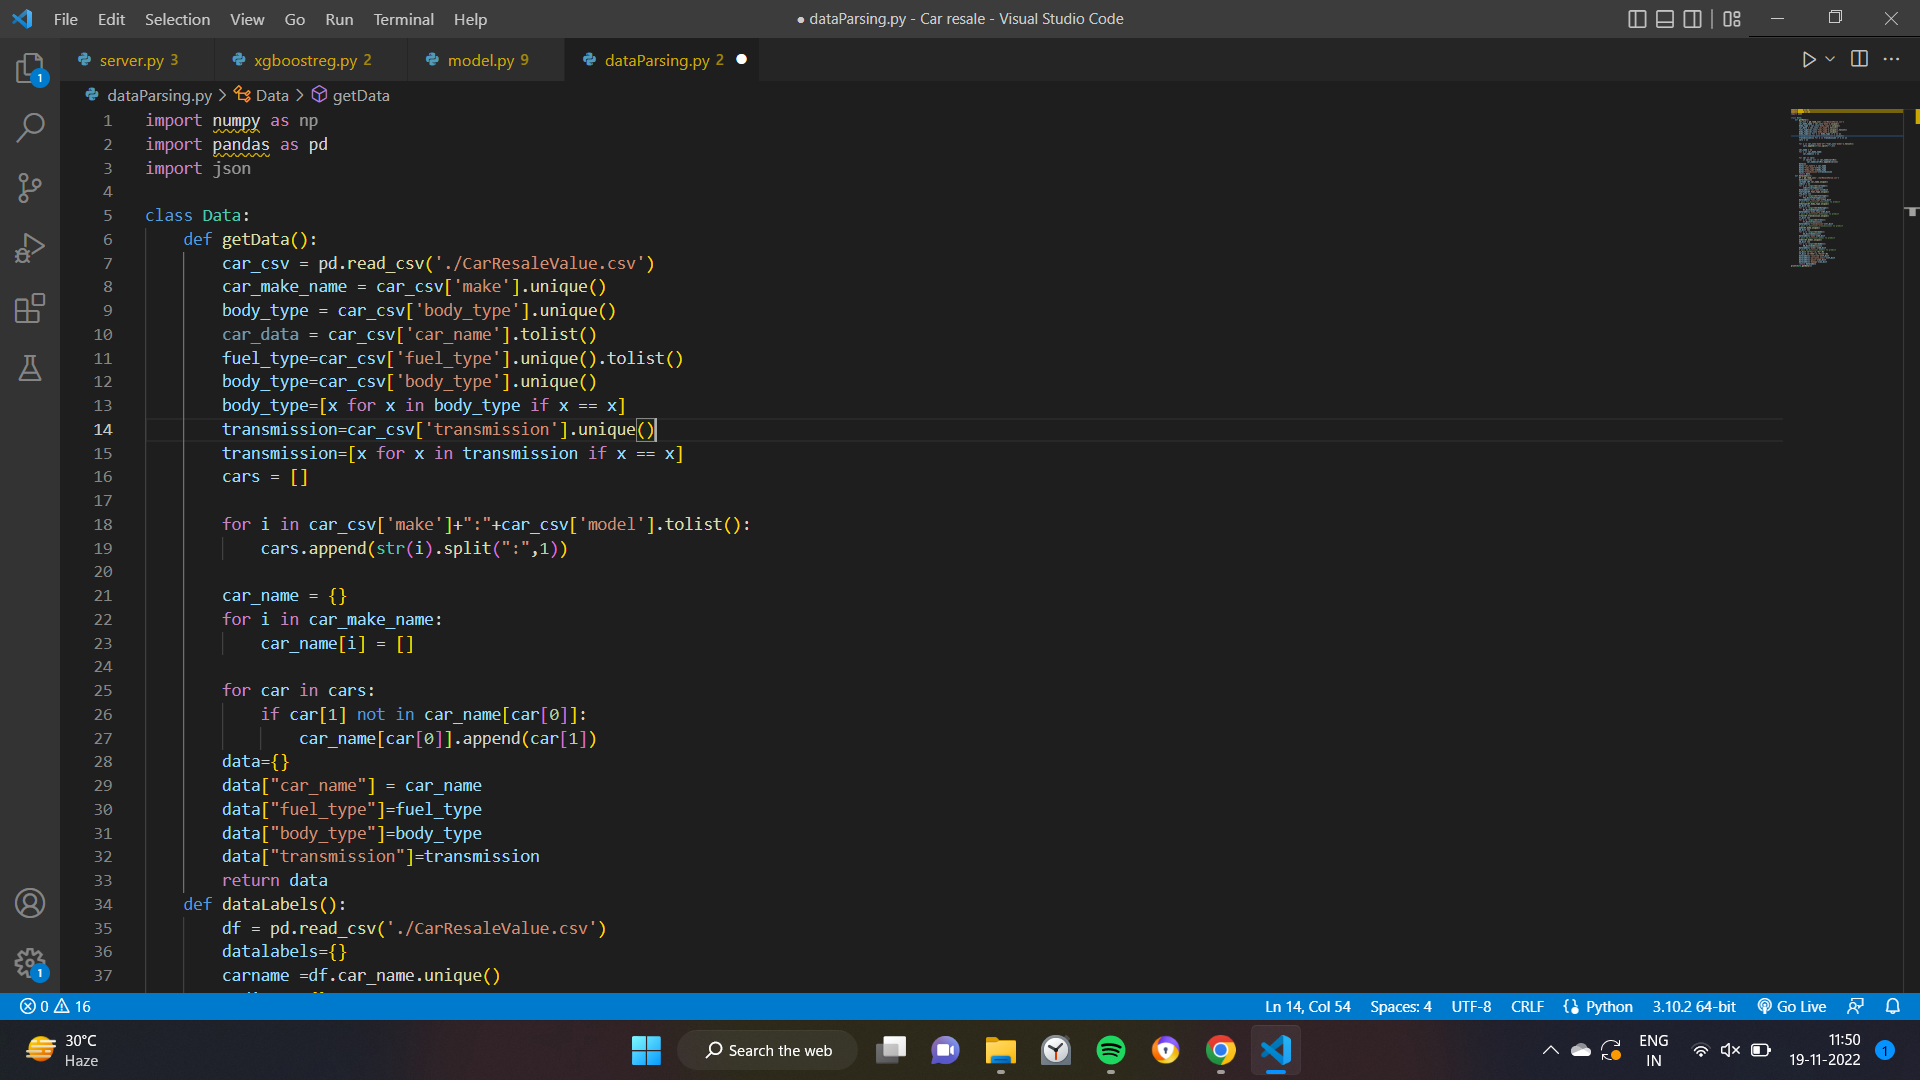 File Edit Selection View Go Run Terminal Help ● dataParsing.py - Car resale - Visual Studio Code
server.py 3 xgboostreg.py 2 model.py 9 dataParsing.py 2 ●
dataParsing.py > Data > getData
1 import numpy as np
2 import pandas as pd
3 import json
4
5 class Data:
6 def getData():
7 car_csv = pd.read_csv('./CarResaleValue.csv')
8 car_make_name = car_csv['make'].unique()
9 body_type = car_csv['body_type'].unique()
10 car_data = car_csv['car_name'].tolist()
11 fuel_type=car_csv['fuel_type'].unique().tolist()
12 body_type=car_csv['body_type'].unique()
13 body_type=[x for x in body_type if x == x]
14 transmission=car_csv['transmission'].unique()
15 transmission=[x for x in transmission if x == x]
16 cars = []
17
18 for i in car_csv['make']+":"+car_csv['model'].tolist():
19 cars.append(str(i).split(":",1))
20
21 car_name = {}
22 for i in car_make_name:
23 car_name[i] = []
24
25 for car in cars:
26 if car[1] not in car_name[car[0]]:
27 car_name[car[0]].append(car[1])
28 data={}
29 data["car_name"] = car_name
30 data["fuel_type"]=fuel_type
31 data["body_type"]=body_type
32 data["transmission"]=transmission
33 return data
34 def dataLabels():
35 df = pd.read_csv('./CarResaleValue.csv')
36 datalabels={}
37 carname =df.car_name.unique()
1
1
0 16 Ln 14, Col 54 Spaces: 4 UTF-8 CRLF Python 3.10.2 64-bit Go Live
30°C
Haze
Search the web
ENG
IN
11:50
19-11-2022
1